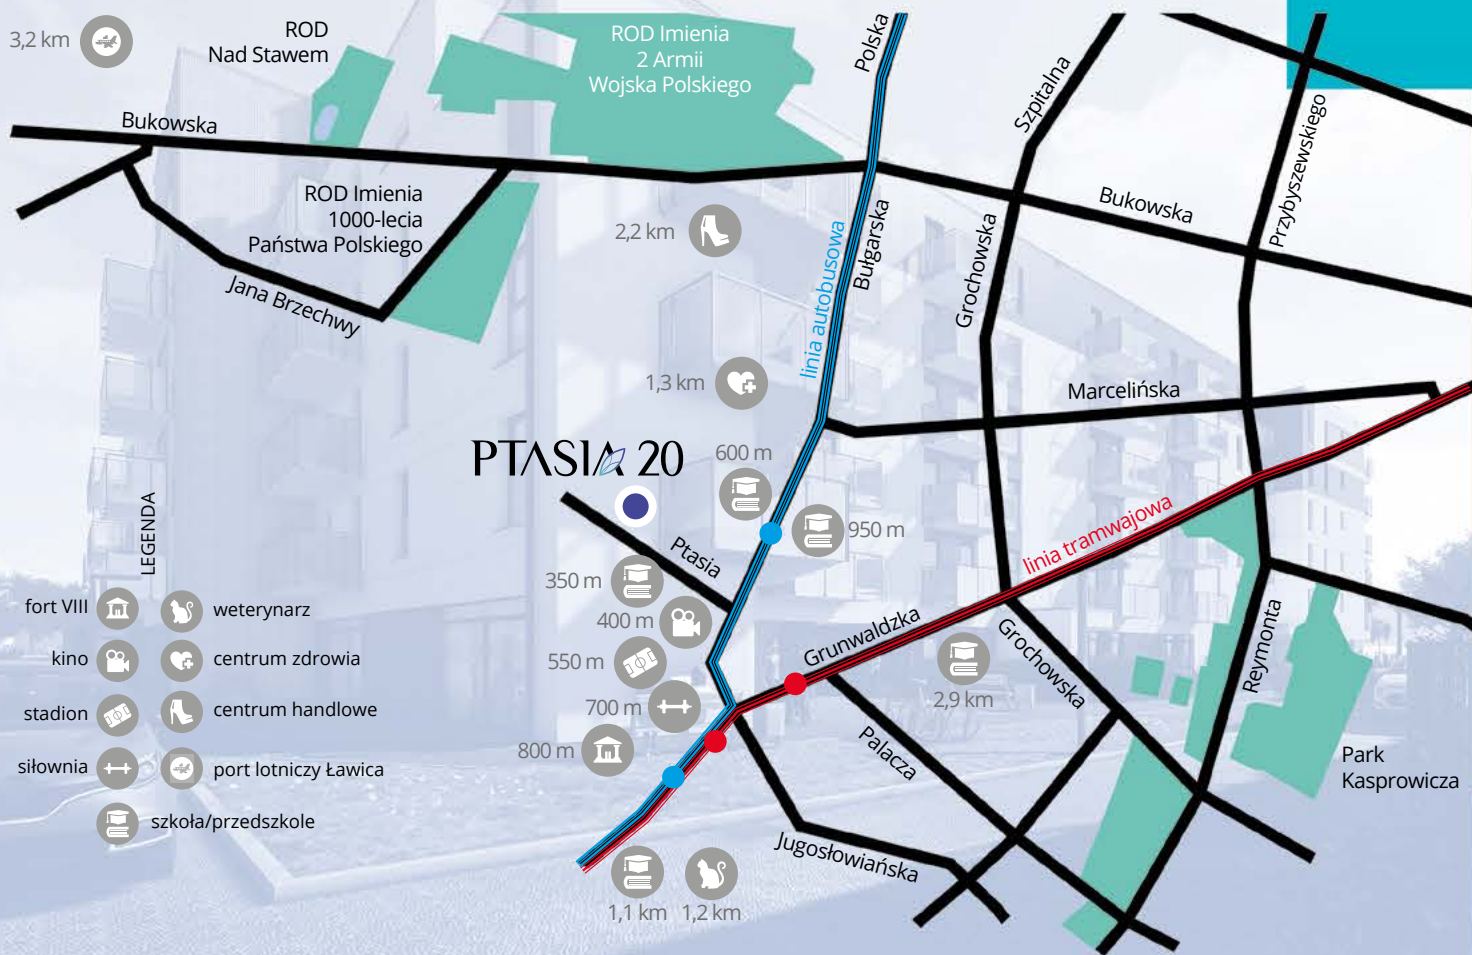 3,2 km
ROD
Nad Stawem
ROD Imienia
2 Armii
Wojska Polskiego
Polska
Szpitalna
Przybyszewskiego
Bukowska
ROD Imienia
1000-lecia
Państwa Polskiego
Jana Brzechwy
2,2 km
linia autobusowa
Bułgarska
Grochowska
Bukowska
1,3 km
Marcelińska
PTASIA 20
600 m
950 m
linia tramwajowa
Ptasia
350 m
400 m
550 m
700 m
800 m
Grunwaldzka
2,9 km
Grochowska
Reymonta
Palacza
Park
Kasprowicza
Jugosłowiańska
1,1 km
1,2 km
LEGENDA
fort VIII
weterynarz
kino
centrum zdrowia
stadion
centrum handlowe
siłownia
port lotniczy Ławica
szkoła/przedszkole